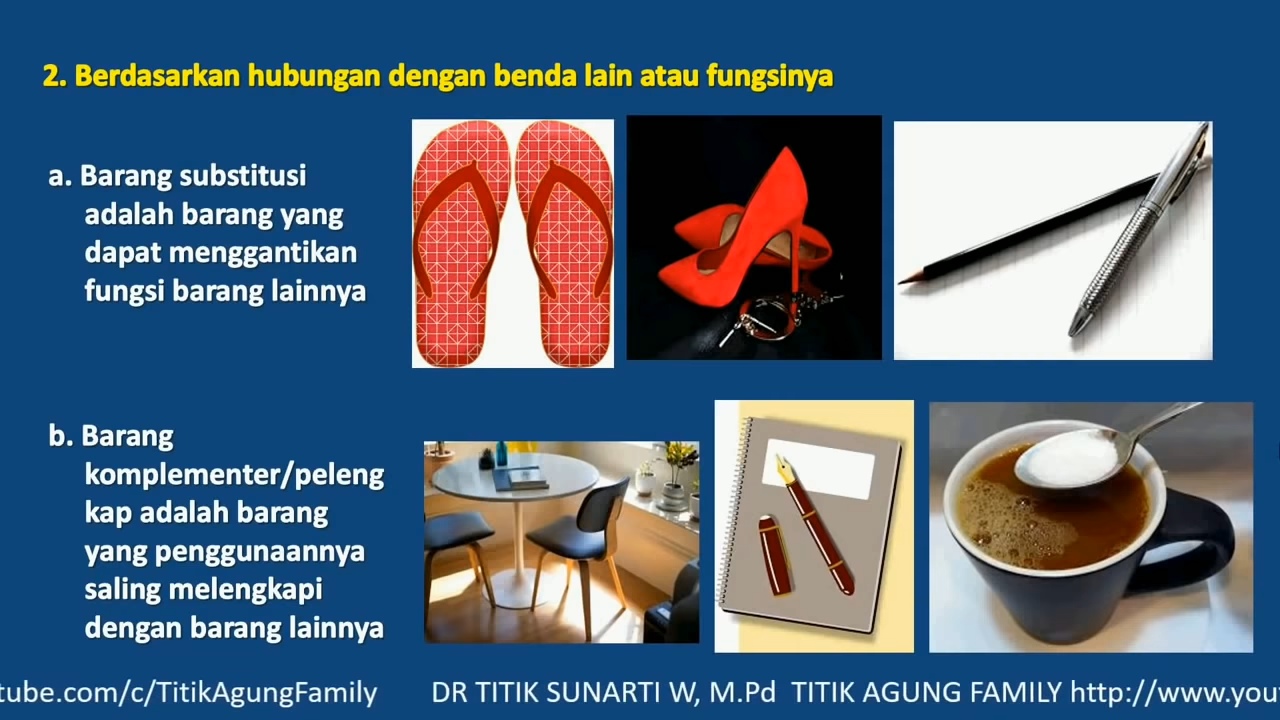 2. Berdasarkan hubungan dengan benda lain atau fungsinya
a. Barang substitusi
adalah barang yang
dapat menggantikan
fungsi barang lainnya
b. Barang
komplementer/peleng
kap adalah barang
yang penggunaannya
saling melengkapi
dengan barang lainnya
tube.com/c/TitikAgungFamily DR TITIK SUNARTI W, M.Pd TITIK AGUNG FAMILY http://www.yout